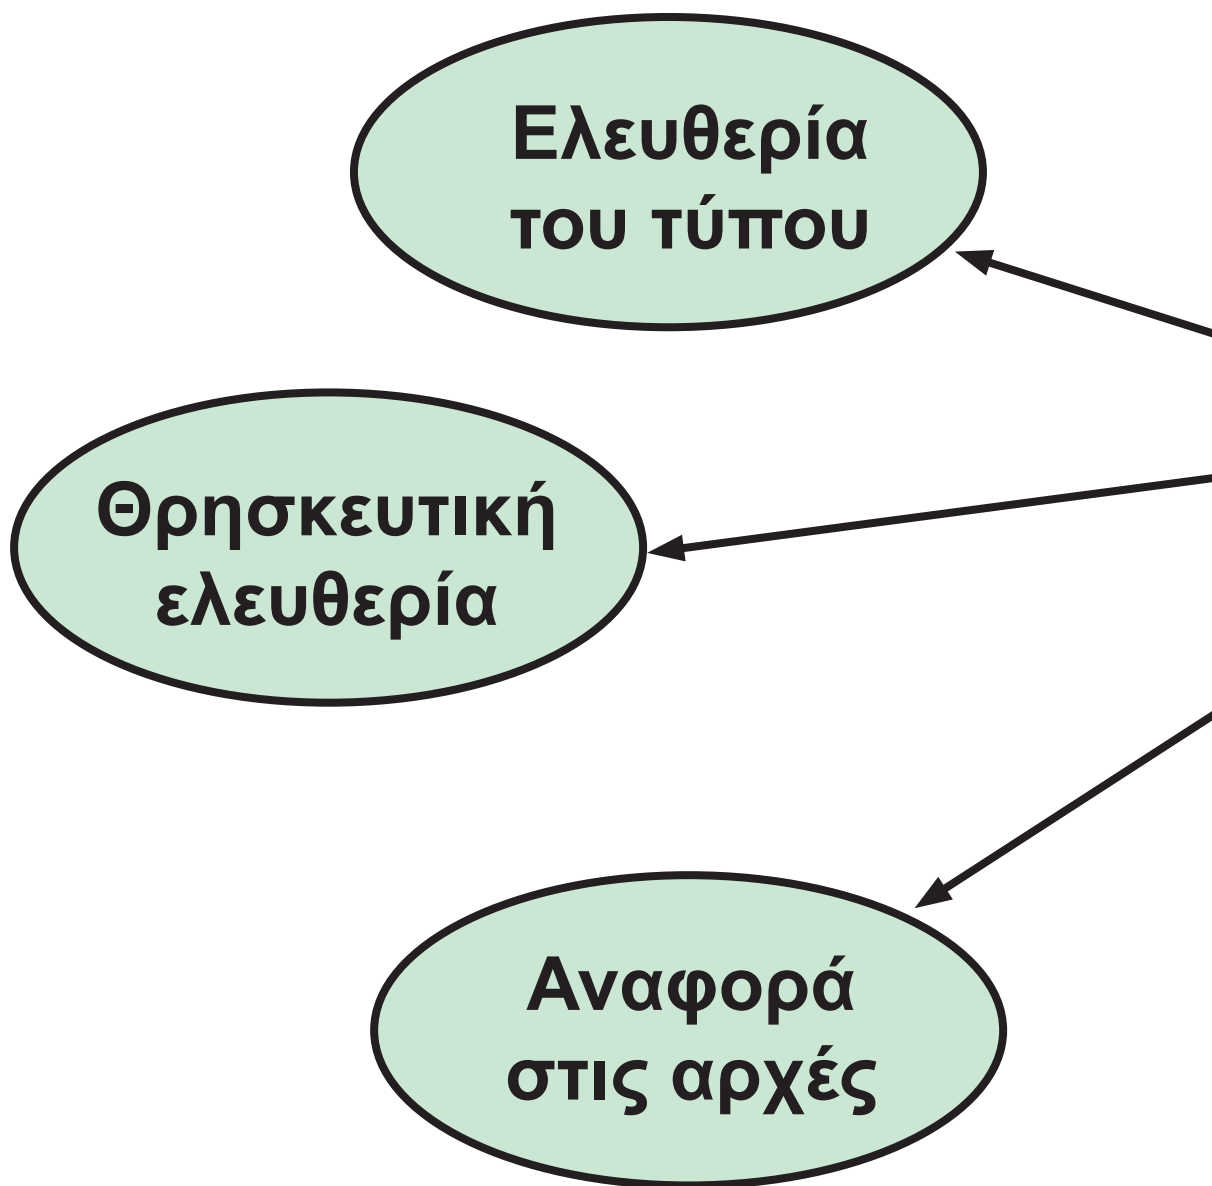 Ελευθερία
του τύπου
Θρησκευτική
ελευθερία
Αναφορά
στις αρχές